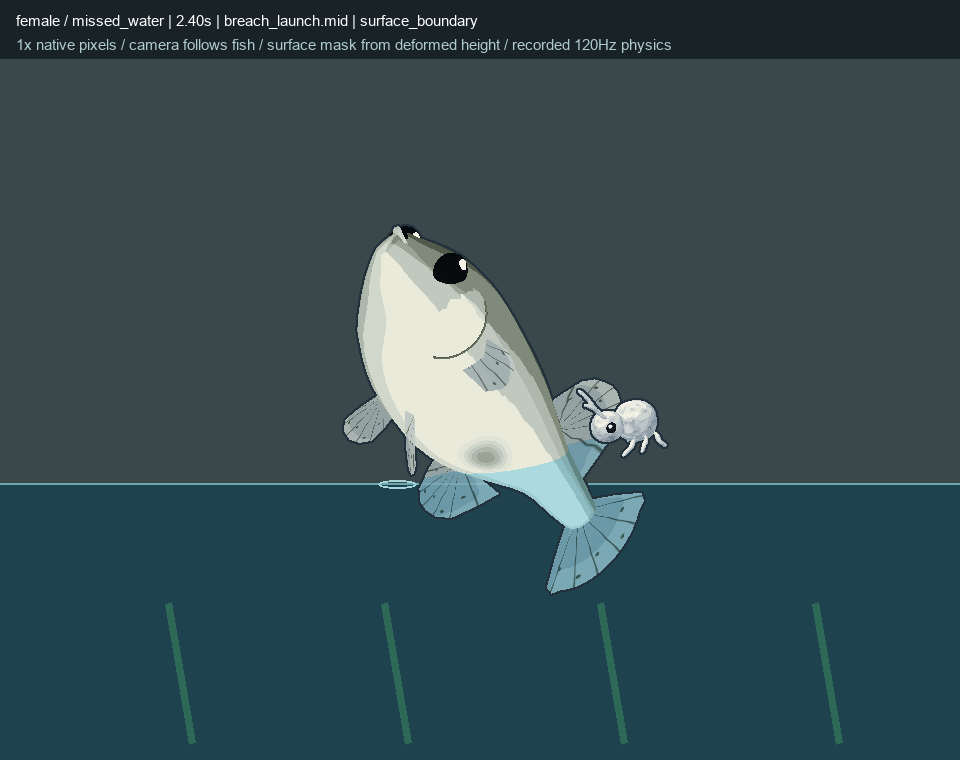 female / missed_water | 2.40s | breach_launch.mid | surface_boundary
1x native pixels / camera follows fish / surface mask from deformed height / recorded 120Hz physics